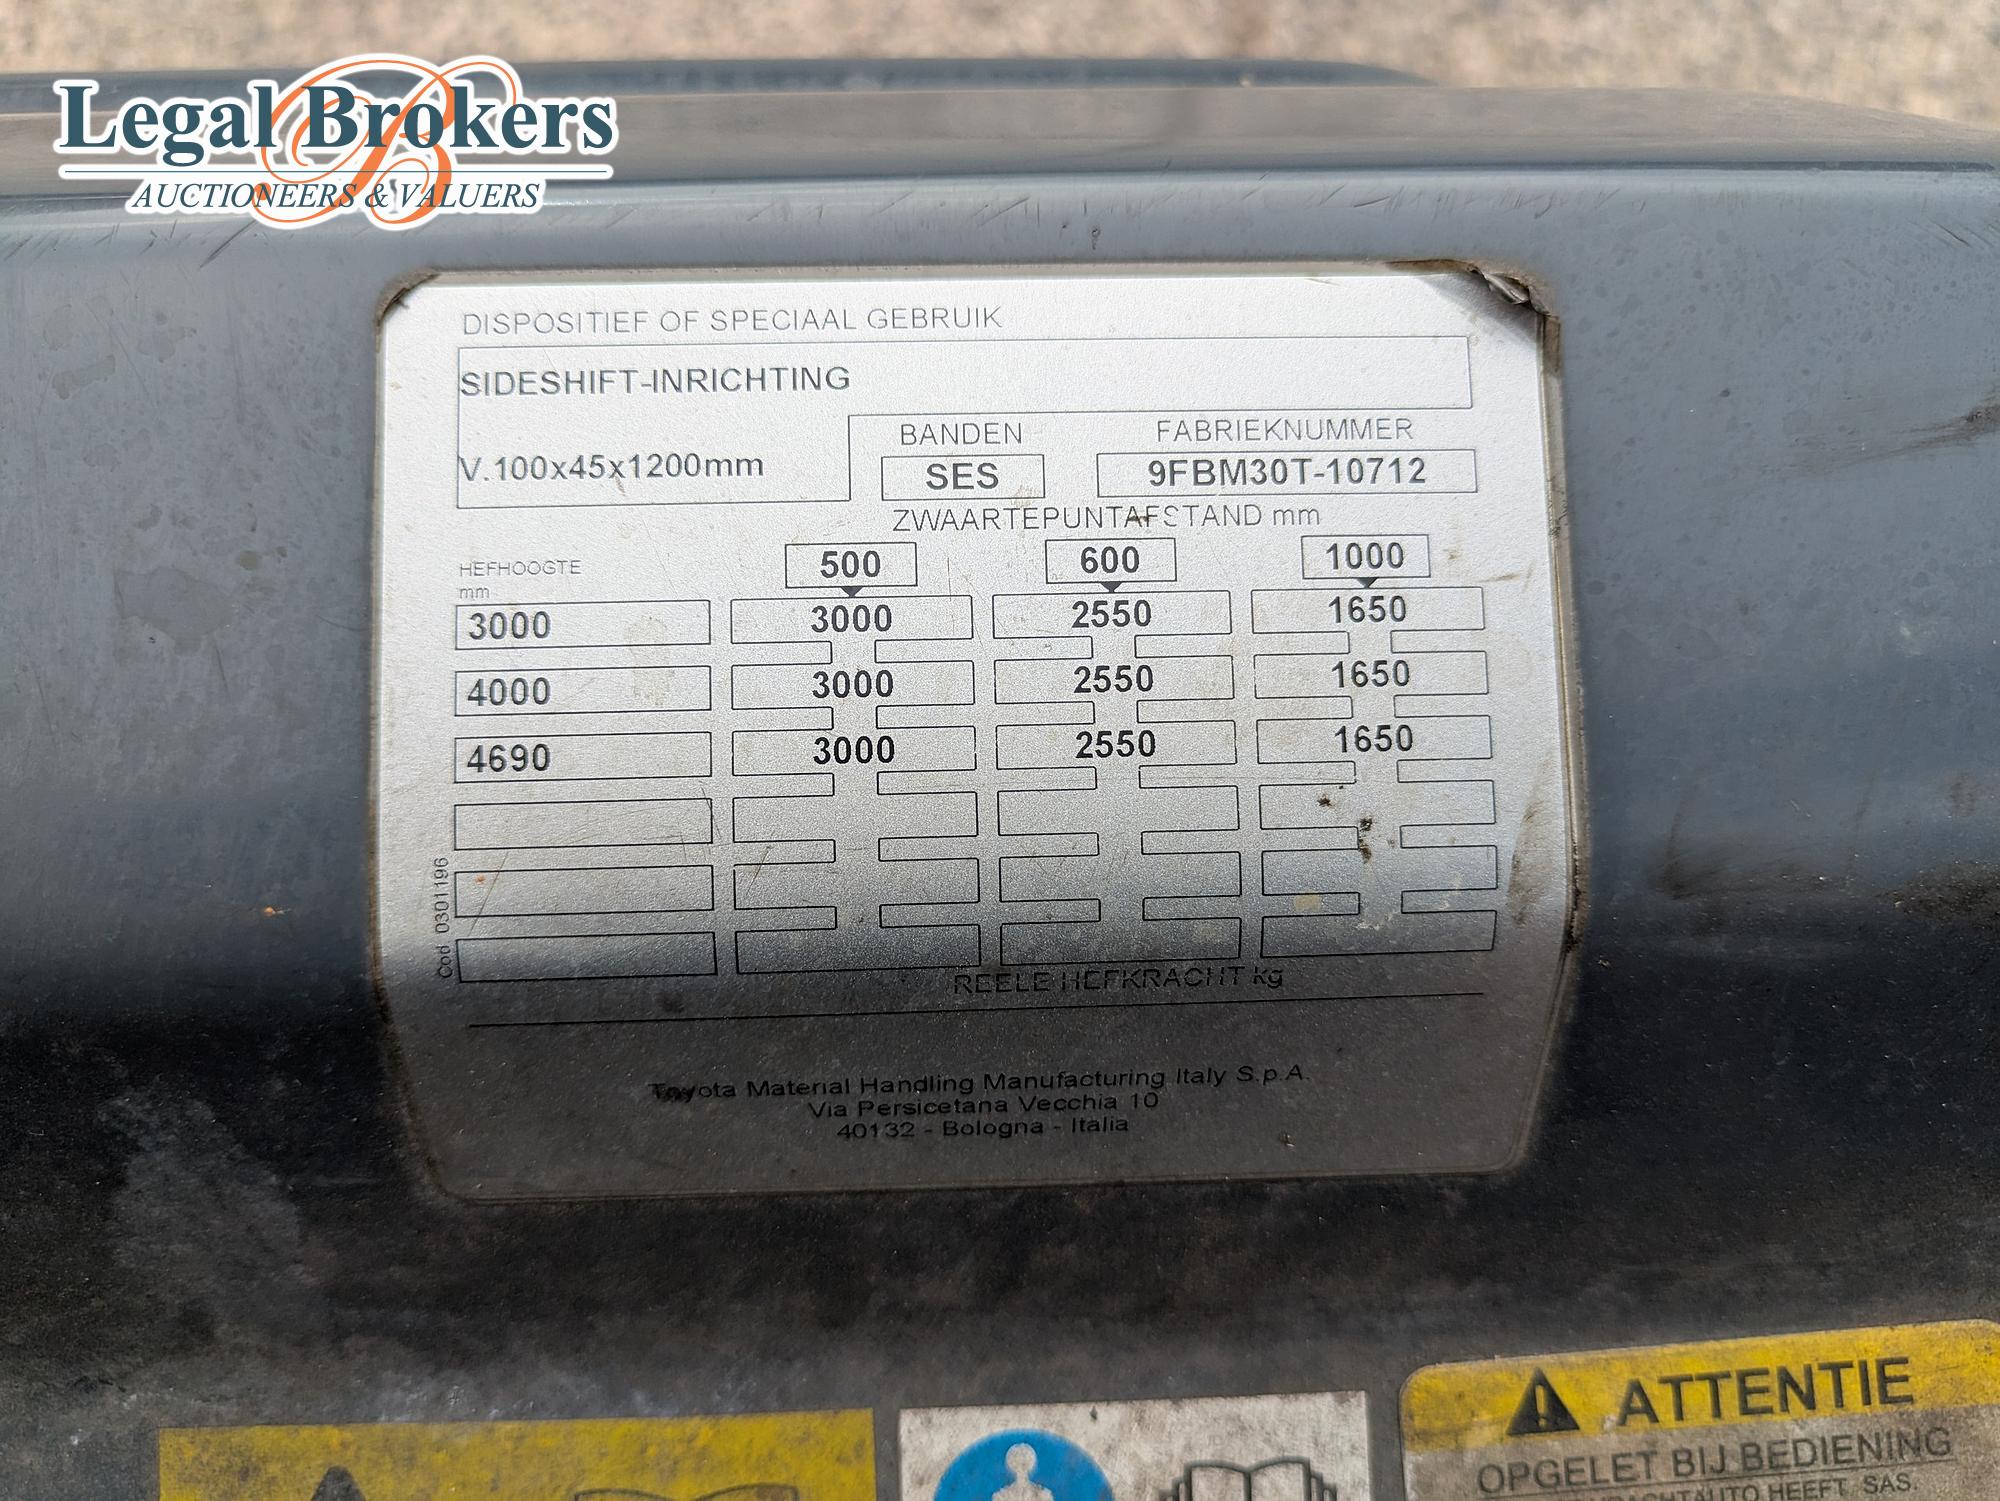 Legal Brokers
AUCTIONEERS & VALUERS
DISPOSITIEF OF SPECIAAL GEBRUIK
SIDESHIFT-INRICHTING
V.100x45x1200mm
BANDEN
SES
FABRIEKNUMMER
9FBM30T-10712
ZWAARTEPUNTAFSTAND mm
HEFHOOGTE
mm
500 600 1000
3000 3000 2550 1650
4000 3000 2550 1650
4690 3000 2550 1650
Cod 0301196
REELE HEFKRACHT kg
Toyota Material Handling Manufacturing Italy S.p.A.
Via Persicetana Vecchia 10
40132 - Bologna - Italia
ATTENTIE
OPGELET BIJ BEDIENING
HEEFT SAS.